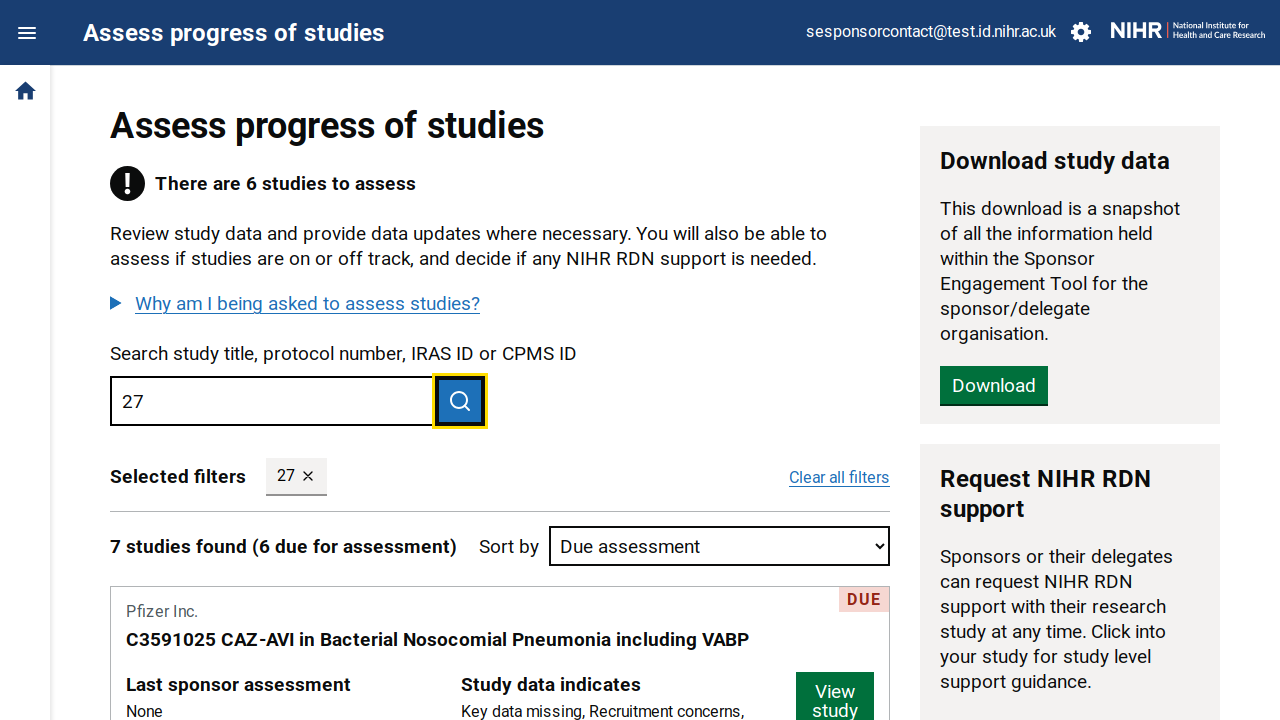 Assess progress of studies
sesponsorcontact@test.id.nihr.ac.uk
NIHR | National Institute for
Health and Care Research
Assess progress of studies
There are 6 studies to assess
Review study data and provide data updates where necessary. You will also be able to
assess if studies are on or off track, and decide if any NIHR RDN support is needed.
Why am I being asked to assess studies?
Search study title, protocol number, IRAS ID or CPMS ID
27
Selected filters
27
Clear all filters
7 studies found (6 due for assessment)
Sort by
Due assessment
DUE
Pfizer Inc.
C3591025 CAZ-AVI in Bacterial Nosocomial Pneumonia including VABP
Last sponsor assessment
None
Study data indicates
Key data missing, Recruitment concerns,
View
study
Download study data
This download is a snapshot
of all the information held
within the Sponsor
Engagement Tool for the
sponsor/delegate
organisation.
Download
Request NIHR RDN
support
Sponsors or their delegates
can request NIHR RDN
support with their research
study at any time. Click into
your study for study level
support guidance.